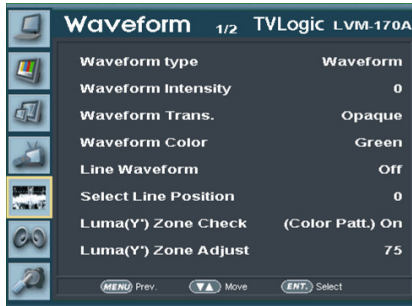 Waveform 1/2 TVLogic LVM-170A
Waveform type Waveform
Waveform Intensity 0
Waveform Trans. Opaque
Waveform Color Green
Line Waveform Off
Select Line Position 0
Luma(Y') Zone Check (Color Patt.) On
Luma(Y') Zone Adjust 75
MENU Prev. ▼▲ Move ENT. Select